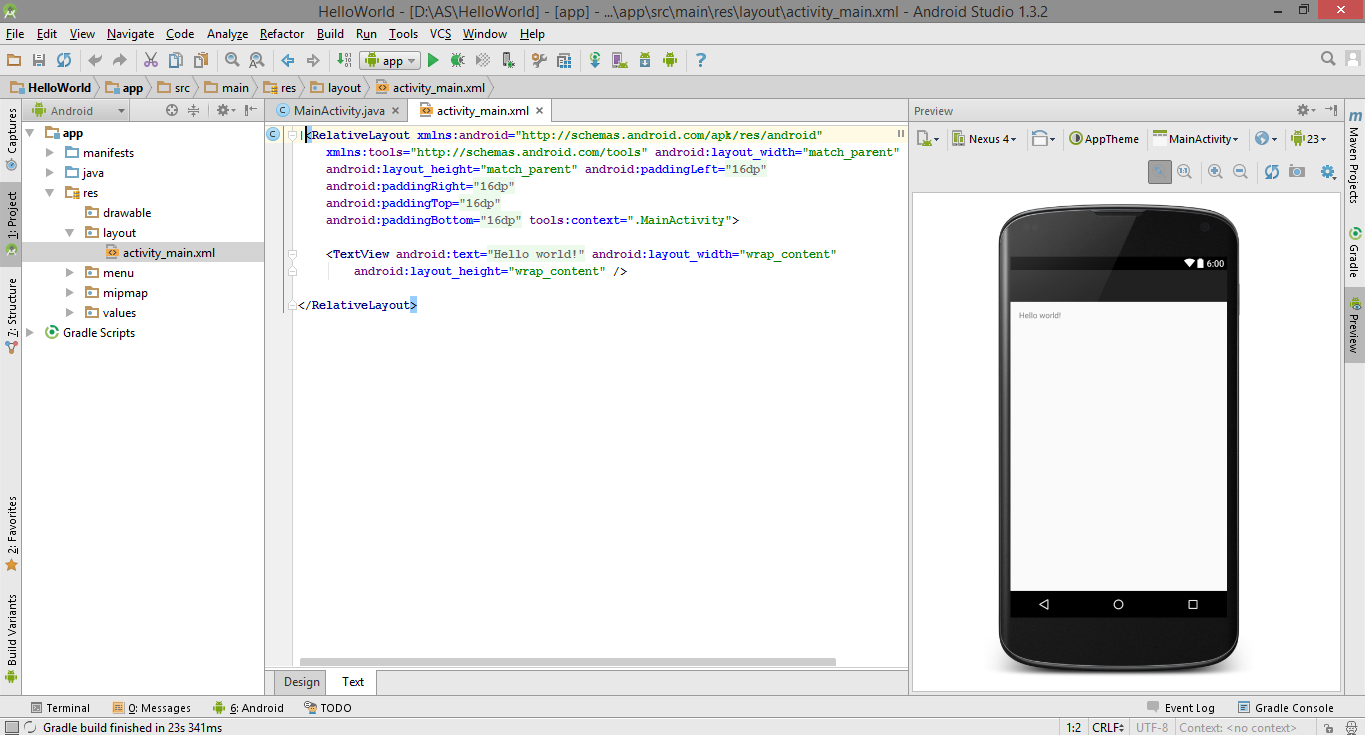 HelloWorld - [D:\AS\HelloWorld] - [app] - ...\app\src\main\res\layout\activity_main.xml - Android Studio 1.3.2
File Edit View Navigate Code Analyze Refactor Build Run Tools VCS Window Help
app
HelloWorld app src main res layout activity_main.xml
Android
MainActivity.java activity_main.xml
Preview
Captures
1: Project
7: Structure
2: Favorites
Build Variants
app
manifests
java
res
drawable
layout
activity_main.xml
menu
mipmap
values
Gradle Scripts
<RelativeLayout xmlns:android="http://schemas.android.com/apk/res/android"
xmlns:tools="http://schemas.android.com/tools" android:layout_width="match_parent"
android:layout_height="match_parent" android:paddingLeft="16dp"
android:paddingRight="16dp"
android:paddingTop="16dp"
android:paddingBottom="16dp" tools:context=".MainActivity">
<TextView android:text="Hello world!" android:layout_width="wrap_content"
android:layout_height="wrap_content" />
</RelativeLayout>
Design Text
Nexus 4 AppTheme MainActivity 23
6:00
Hello world!
Maven Projects
Gradle
Preview
Terminal 0: Messages 6: Android TODO Event Log Gradle Console
Gradle build finished in 23s 341ms 1:2 CRLF UTF-8 Context: <no context>